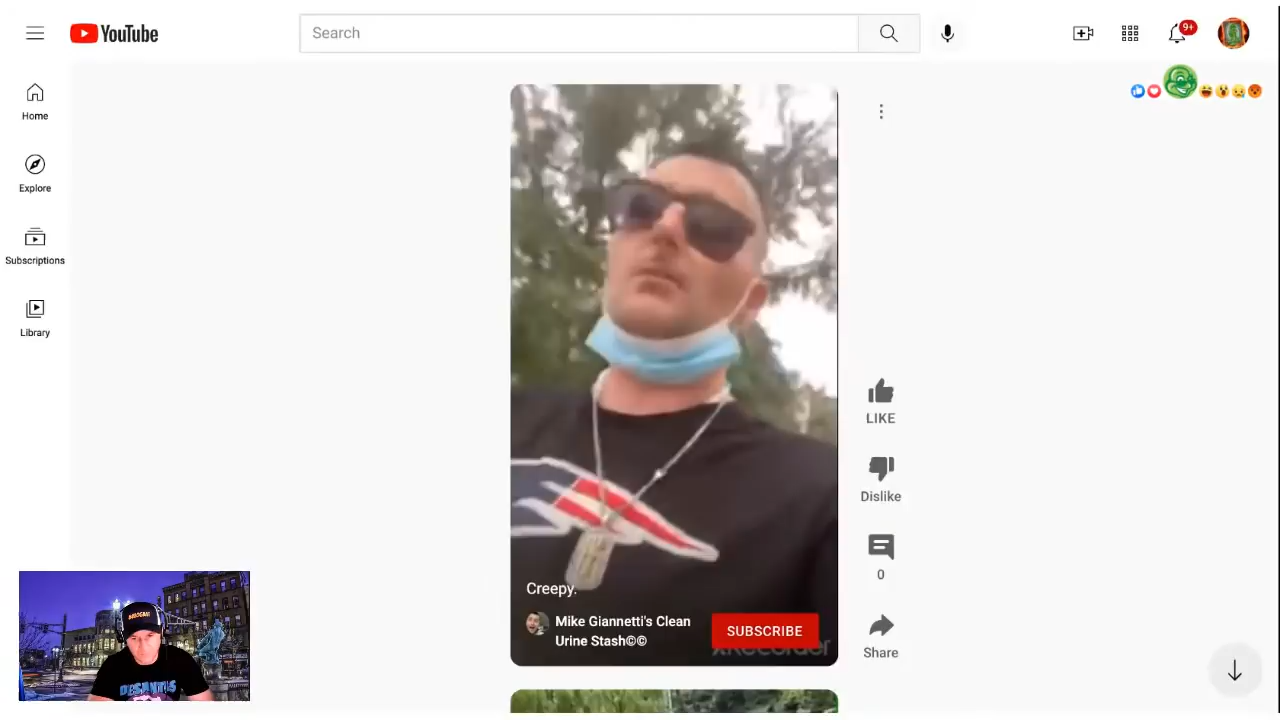 YouTube
Search
9+
Home
Explore
Subscriptions
Library
LIKE
Dislike
0
Share
Creepy.
Mike Giannetti's Clean
Urine Stash©©
SUBSCRIBE
XRecorder
DESANTIS